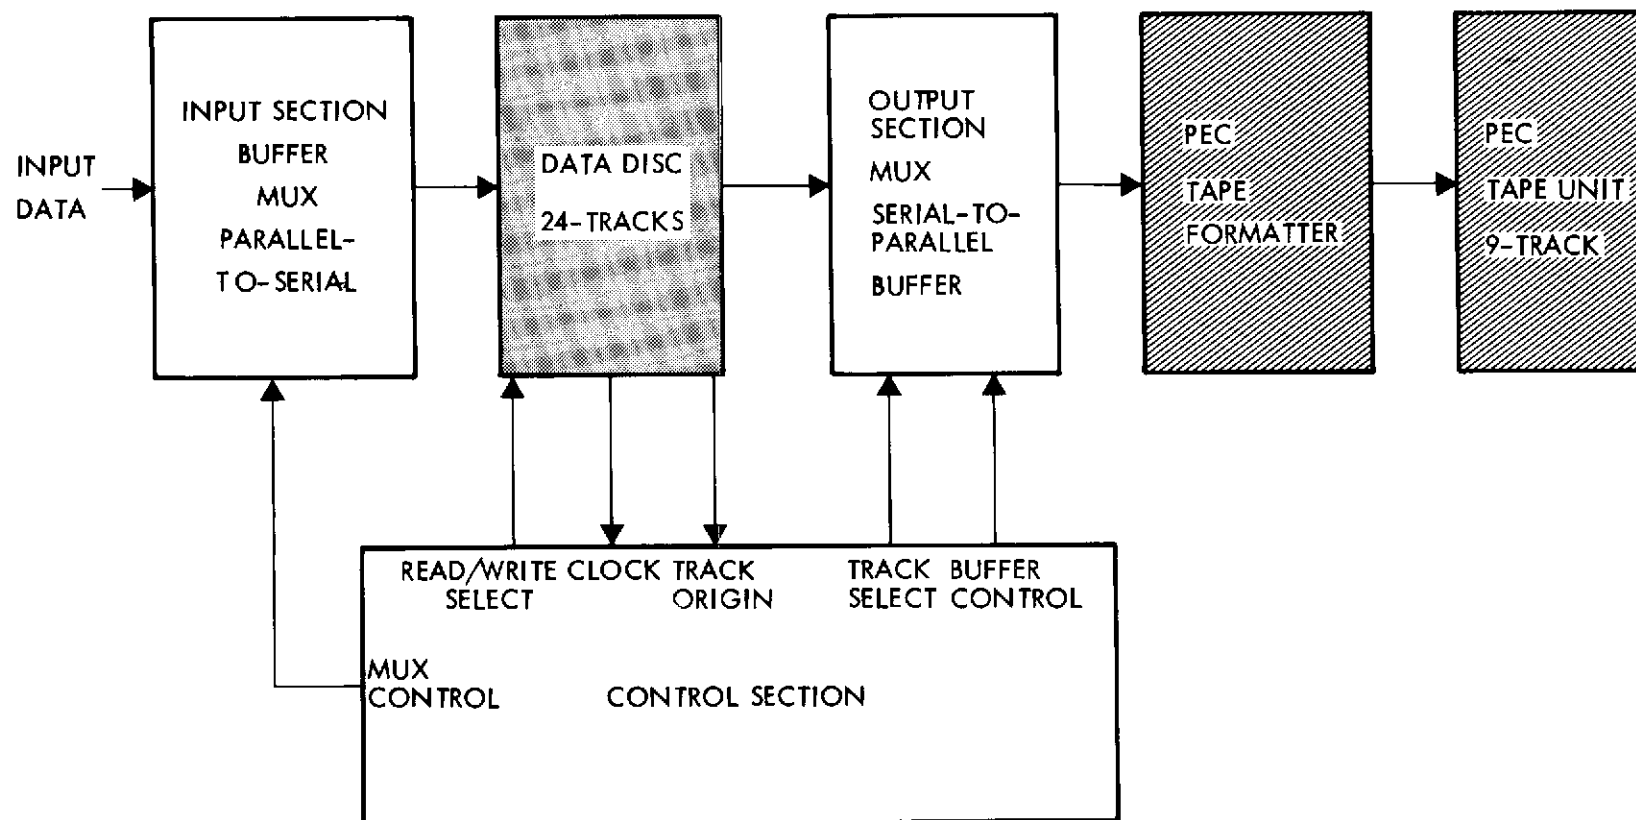 INPUT
DATA
INPUT SECTION
BUFFER
MUX
PARALLEL-
TO-SERIAL
DATA DISC
24-TRACKS
OUTPUT
SECTION
MUX
SERIAL-TO-
PARALLEL
BUFFER
PEC
TAPE
FORMATTER
PEC
TAPE UNIT
9-TRACK
READ/WRITE
SELECT
CLOCK
TRACK
ORIGIN
TRACK
SELECT
BUFFER
CONTROL
MUX
CONTROL
CONTROL SECTION